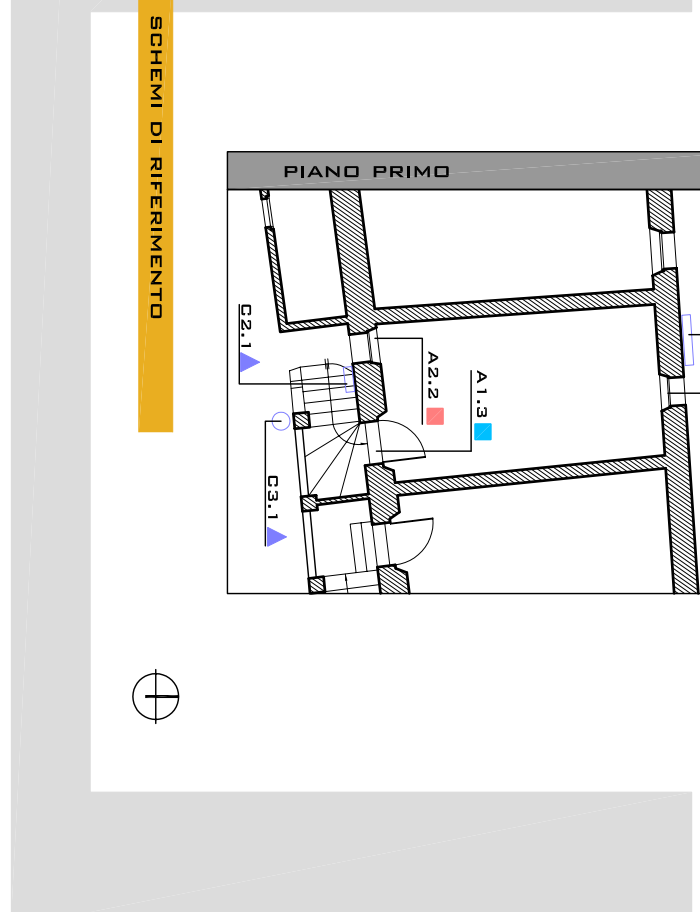 SCHEMI DI RIFERIMENTO
PIANO PRIMO
C2.1
A2.2
A1.3
C3.1